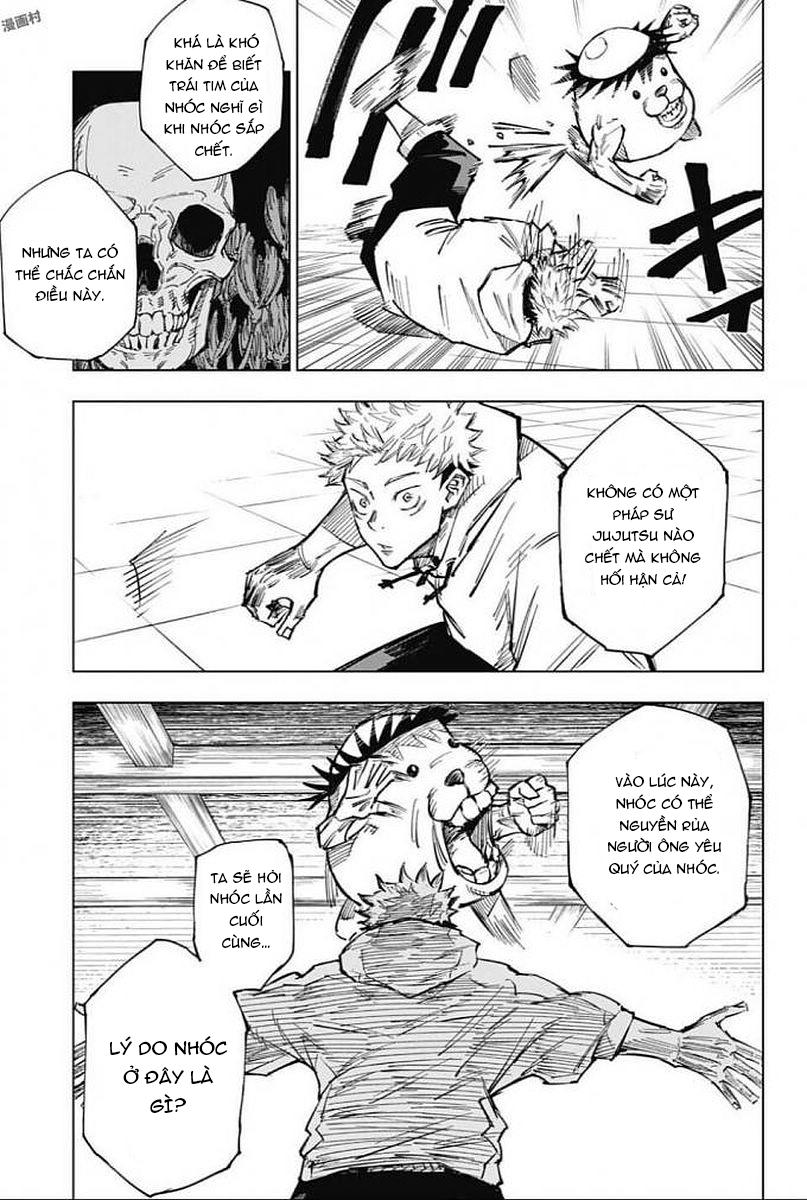 漫画村
KHÁ LÀ KHÓ
KHĂN ĐỂ BIẾT
TRÁI TIM CỦA
NHÓC NGHĨ GÌ
KHI NHÓC SẮP
CHẾT.
NHƯNG TA CÓ
THỂ CHẮC CHẮN
ĐIỀU NÀY.
KHÔNG CÓ MỘT
PHÁP SƯ
JUJUTSU NÀO
CHẾT MÀ KHÔNG
HỐI HẬN CẢ!
VÀO LÚC NÀY,
NHÓC CÓ THỂ
NGUYỀN RỦA
NGƯỜI ÔNG YÊU
QUÝ CỦA NHÓC.
TA SẼ HỎI
NHÓC LẦN
CUỐI
CÙNG...
LÝ DO NHÓC
Ở ĐÂY LÀ
GÌ?